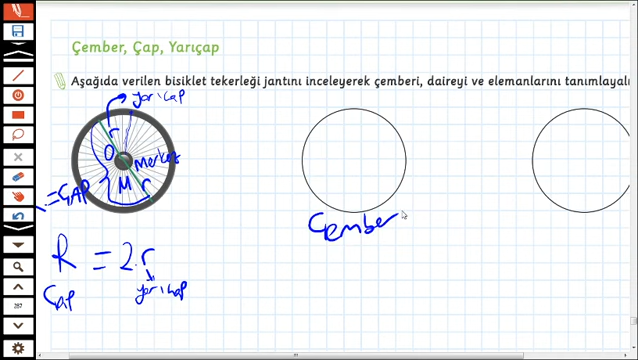 Çember, Çap, Yarıçap
Aşağıda verilen bisiklet tekerleği jantını inceleyerek çemberi, daireyi ve elemanlarını tanımlayalı
yarıçap
r
O
Merkez
M
r
=ÇAP
Çember
R = 2.r
yarıçap
Çap
287